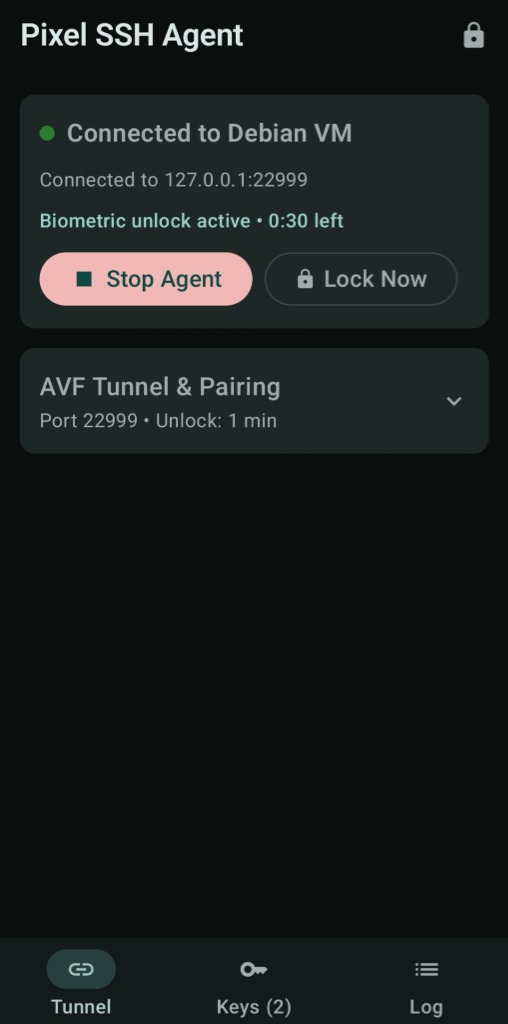 Pixel SSH Agent
Connected to Debian VM
Connected to 127.0.0.1:22999
Biometric unlock active • 0:30 left
Stop Agent
Lock Now
AVF Tunnel & Pairing
Port 22999 • Unlock: 1 min
Tunnel
Keys (2)
Log